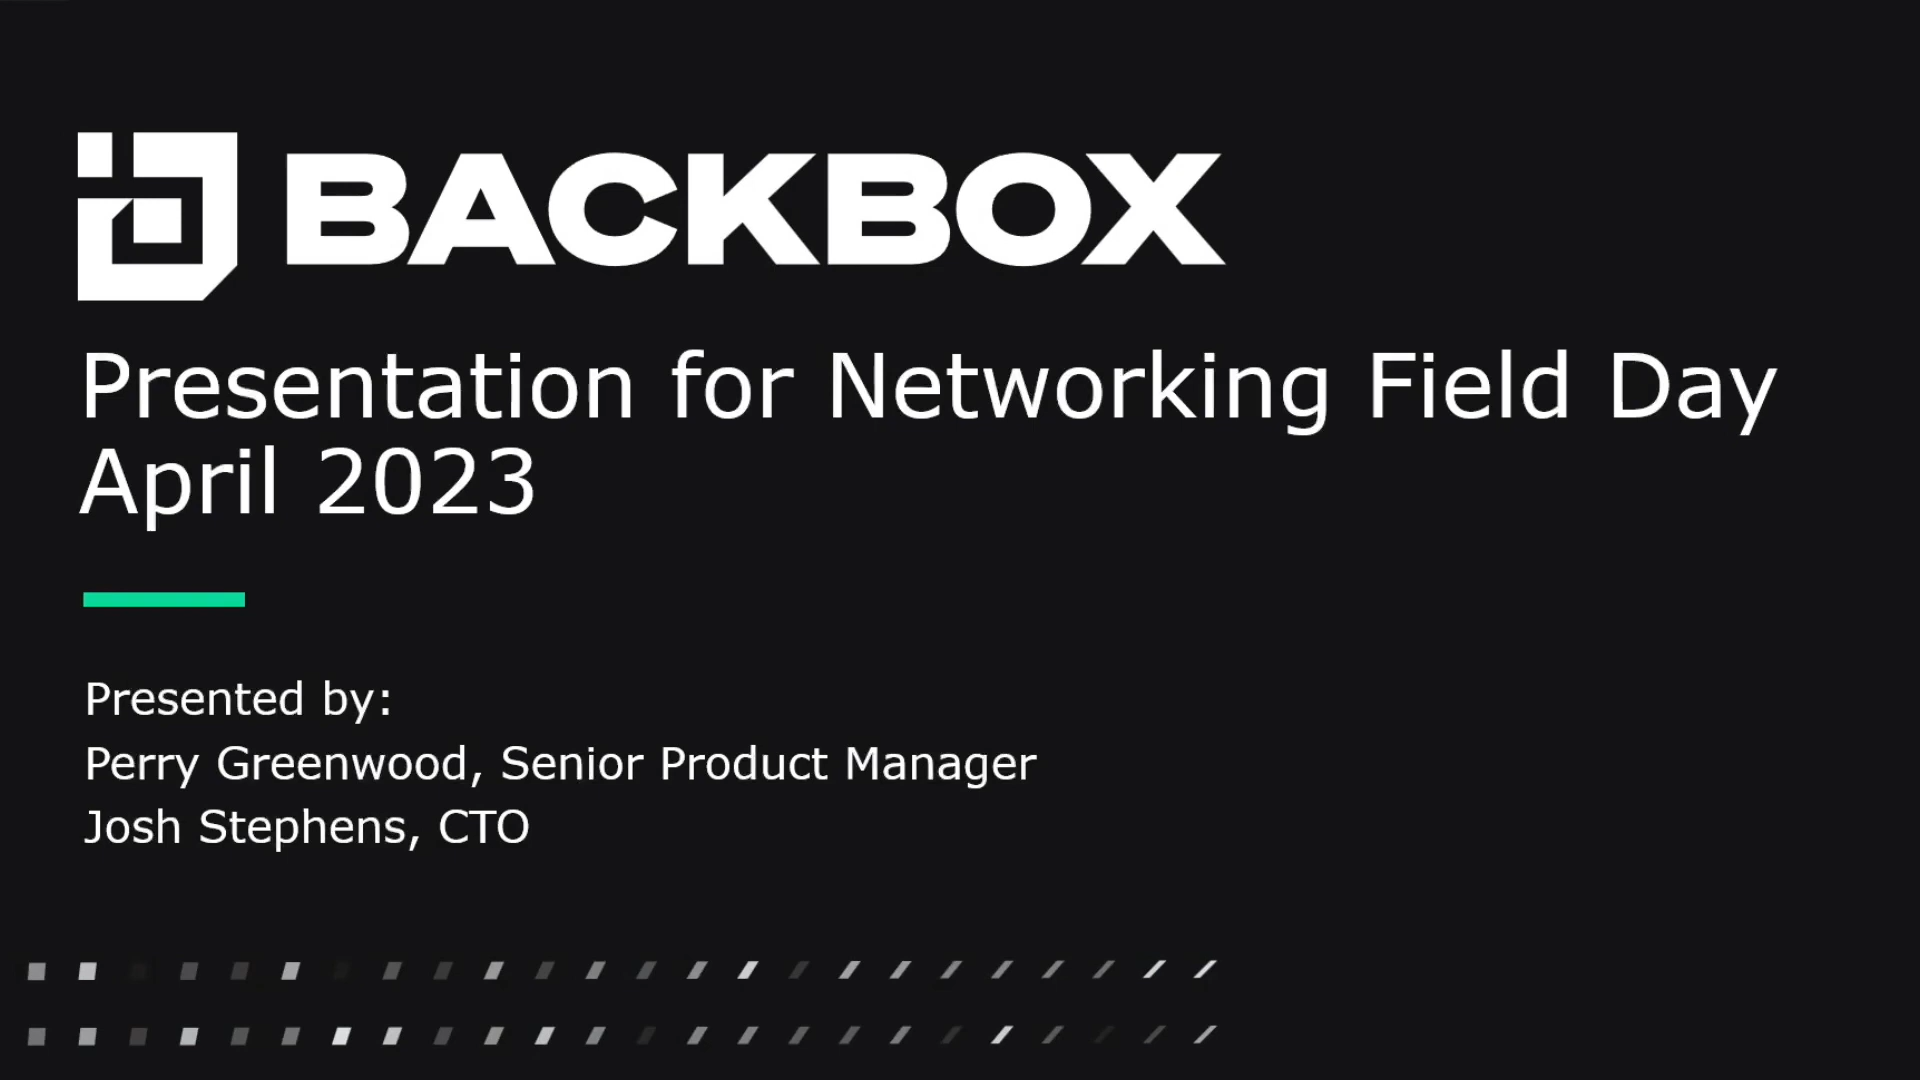 BACKBOX
Presentation for Networking Field Day
April 2023
Presented by:
Perry Greenwood, Senior Product Manager
Josh Stephens, CTO